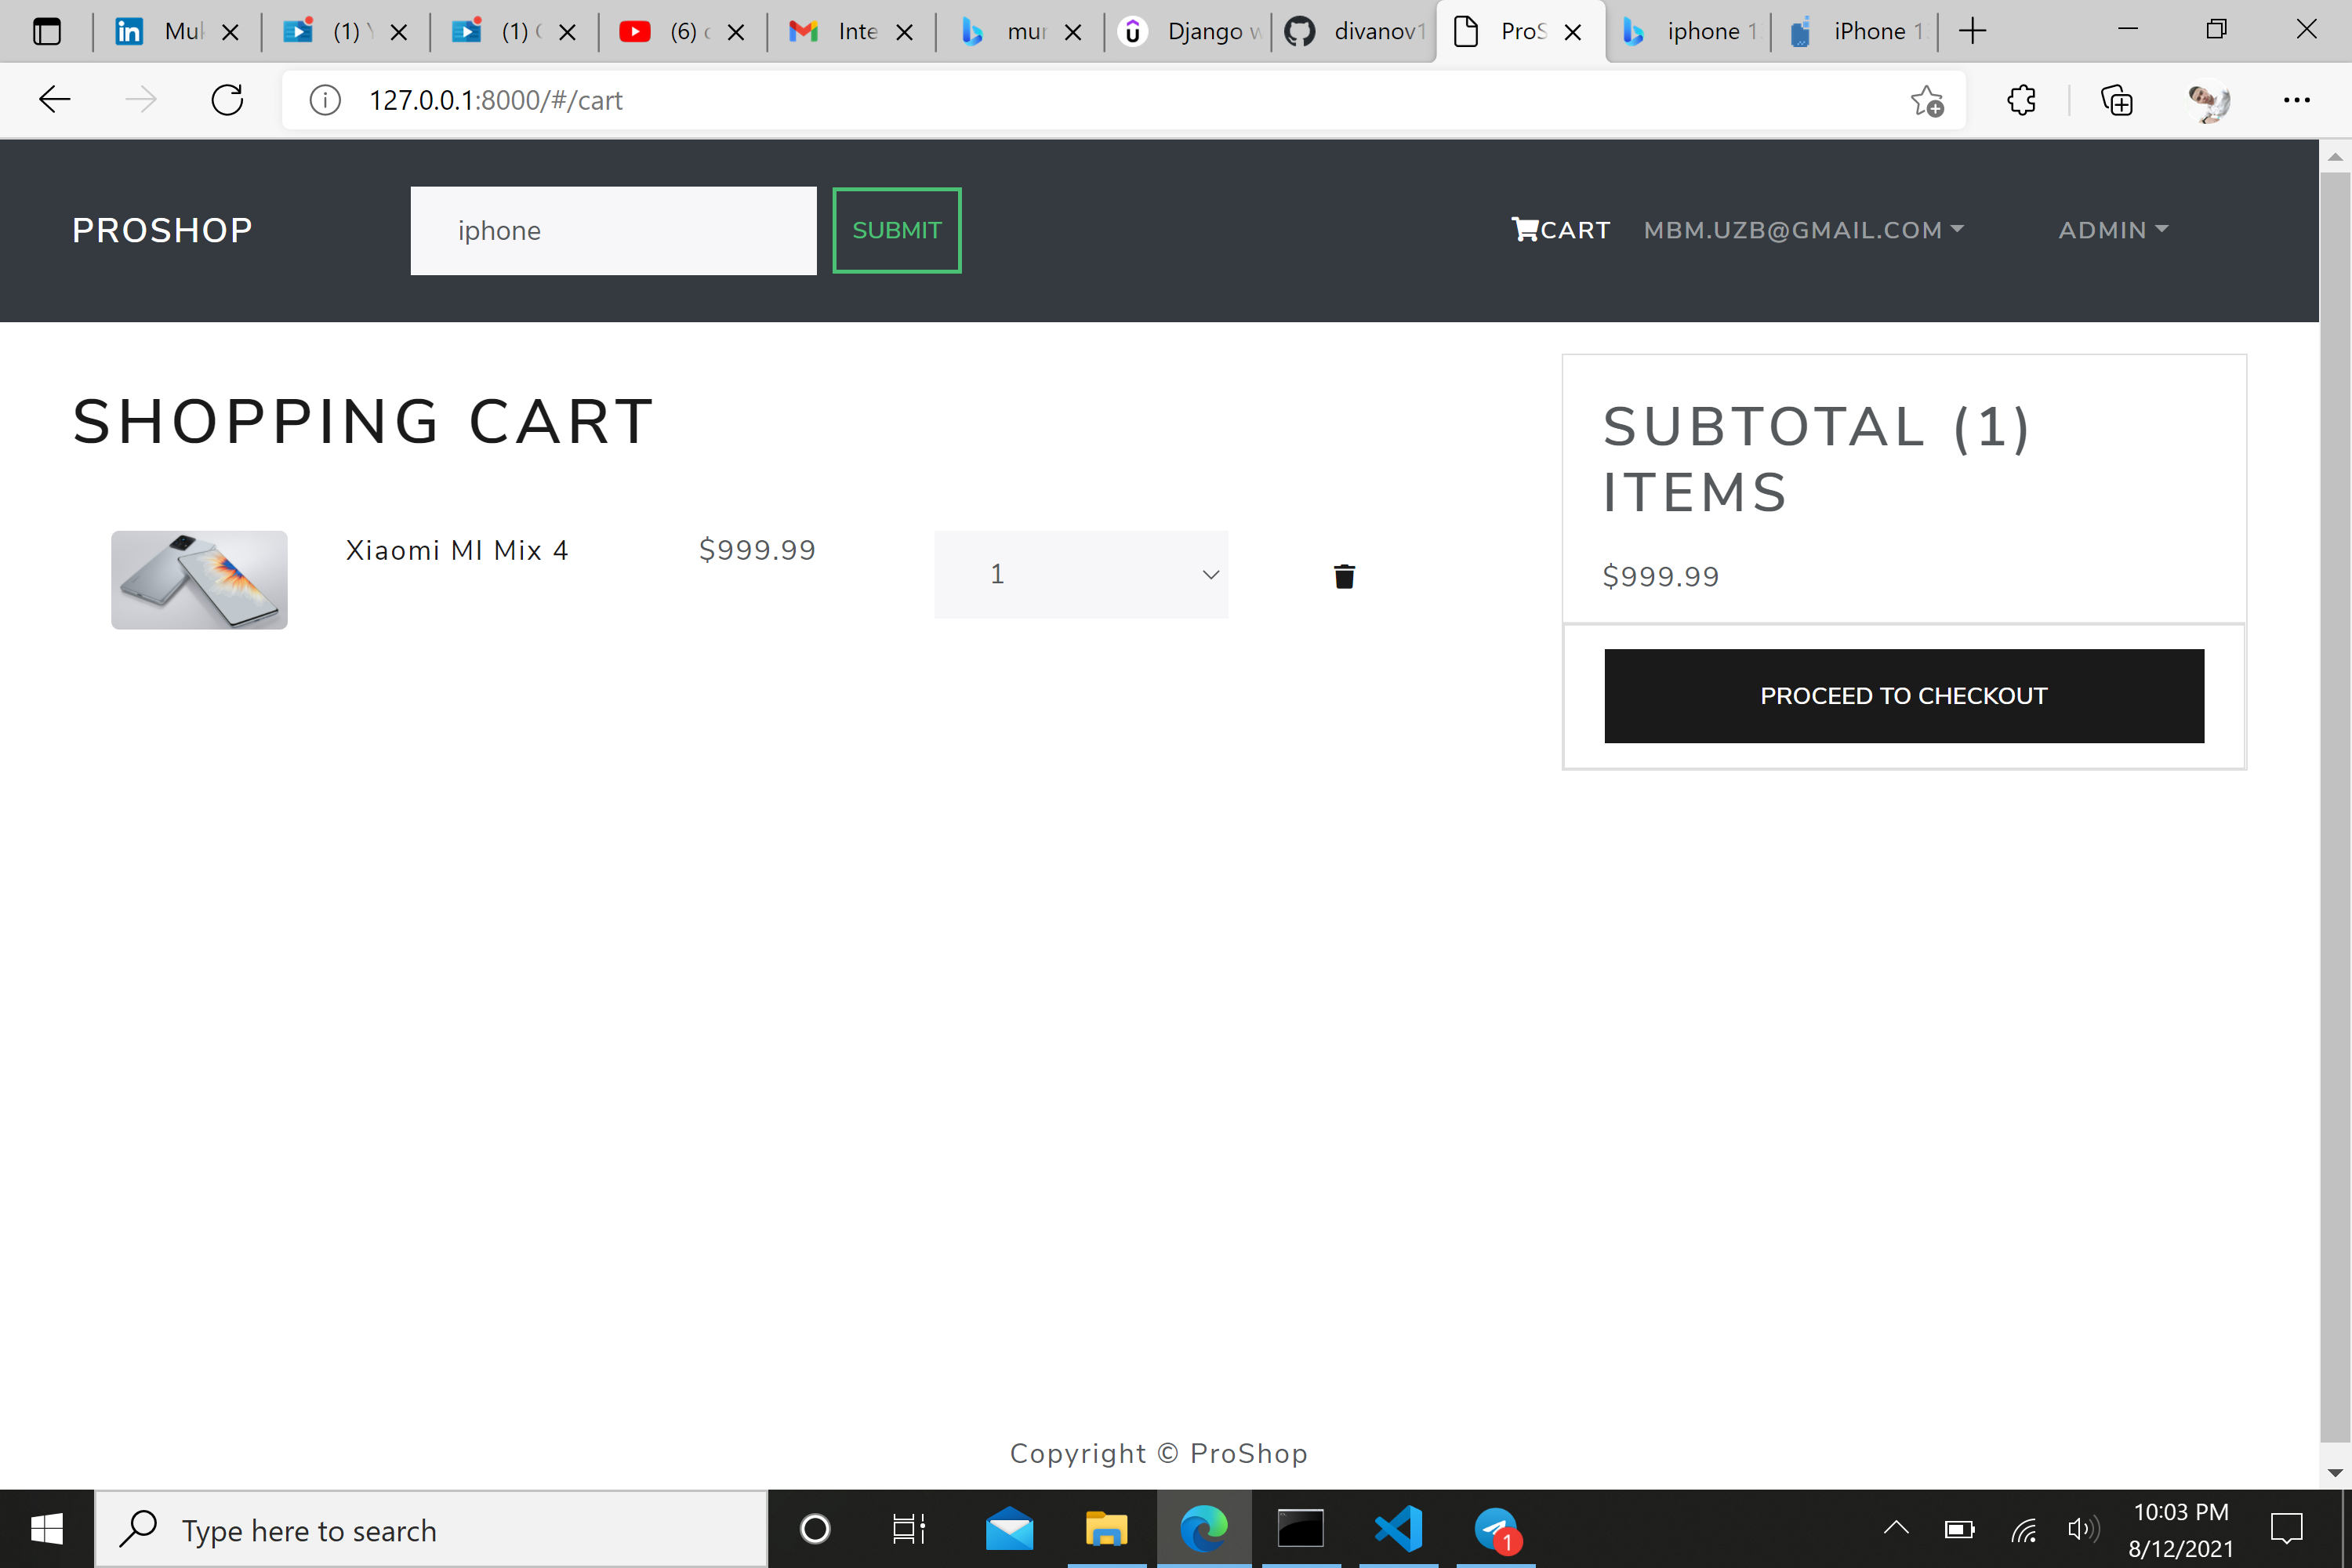 Muk (1) Y (1) C (6) c Inte mur Django w divanov1 ProS iphone 1 iPhone 1
127.0.0.1:8000/#/cart
PROSHOP iphone SUBMIT CART MBM.UZB@GMAIL.COM ADMIN
SHOPPING CART
Xiaomi MI Mix 4 $999.99 1
SUBTOTAL (1)
ITEMS
$999.99
PROCEED TO CHECKOUT
Copyright © ProShop
Type here to search
1
10:03 PM
8/12/2021